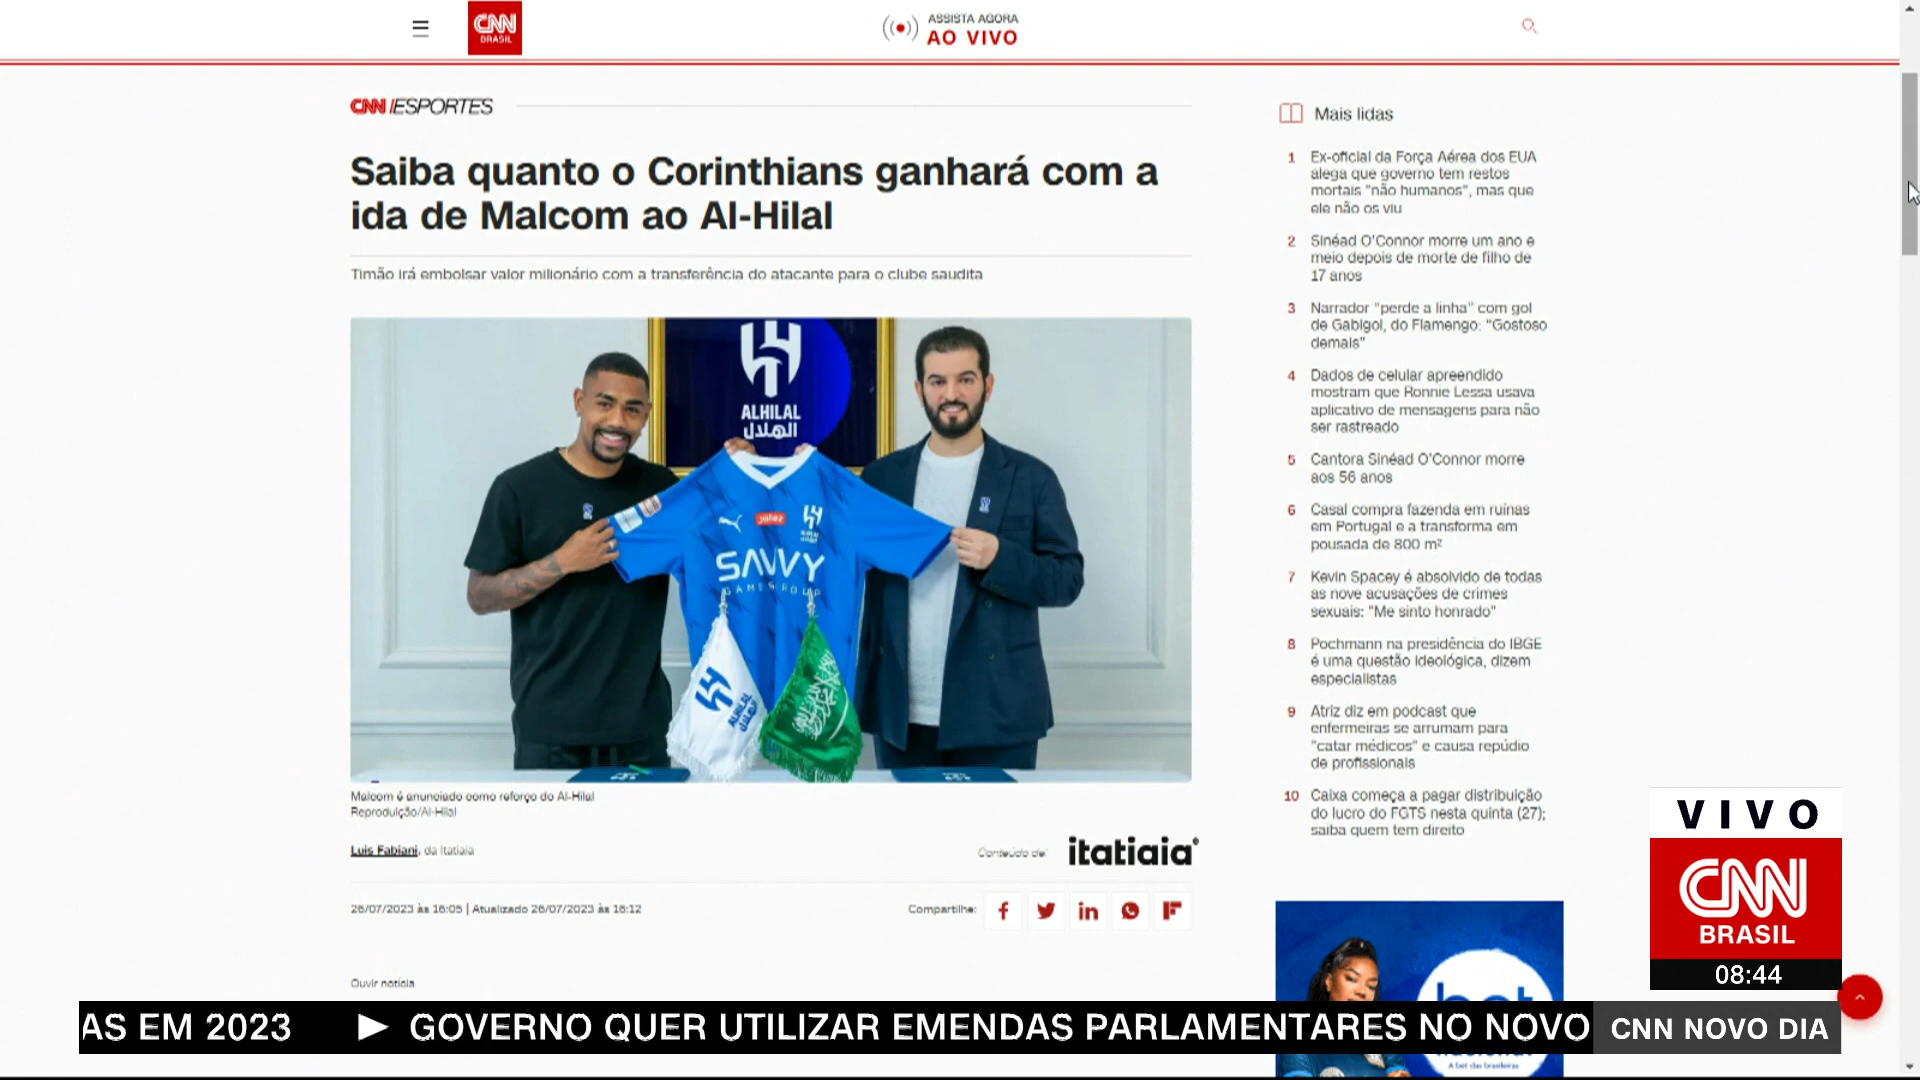 CNN
BRASIL
ASSISTA AGORA
AO VIVO
CNN ESPORTES
Saiba quanto o Corinthians ganhará com a
ida de Malcom ao Al-Hilal
Timão irá embolsar valor milionário com a transferência do atacante para o clube saudita
ALHILAL
الهلال
jahez
SAVVY
GAMES GROUP
ALHILAL
الهلال
Malcom é anunciado como reforço do Al-Hilal
Reprodução/Al-Hilal
Luis Fabiani, da Itatiaia
Conteúdo de:
itatiaia
26/07/2023 às 16:05 | Atualizado 26/07/2023 às 16:12
Compartilhe:
Ouvir notícia
Mais lidas
1 Ex-oficial da Força Aérea dos EUA
alega que governo tem restos
mortais "não humanos", mas que
ele não os viu
2 Sinéad O'Connor morre um ano e
meio depois de morte de filho de
17 anos
3 Narrador "perde a linha" com gol
de Gabigol, do Flamengo: "Gostoso
demais"
4 Dados de celular apreendido
mostram que Ronnie Lessa usava
aplicativo de mensagens para não
ser rastreado
5 Cantora Sinéad O'Connor morre
aos 56 anos
6 Casal compra fazenda em ruínas
em Portugal e a transforma em
pousada de 800 m²
7 Kevin Spacey é absolvido de todas
as nove acusações de crimes
sexuais: "Me sinto honrado"
8 Pochmann na presidência do IBGE
é uma questão ideológica, dizem
especialistas
9 Atriz diz em podcast que
enfermeiras se arrumam para
"catar médicos" e causa repúdio
de profissionais
10 Caixa começa a pagar distribuição
do lucro do FGTS nesta quinta (27);
saiba quem tem direito
bet
nacional
A bet dos brasileiros
VIVO
CNN
BRASIL
08:44
AS EM 2023 ▶ GOVERNO QUER UTILIZAR EMENDAS PARLAMENTARES NO NOVO
CNN NOVO DIA